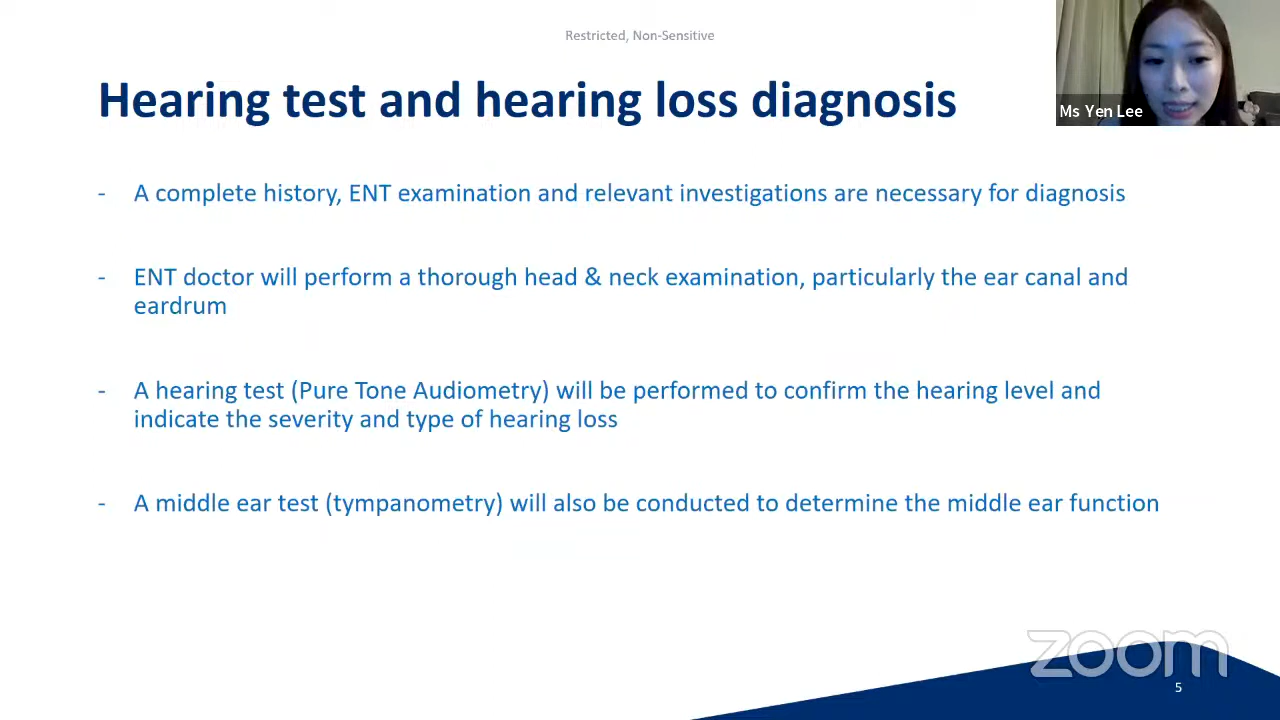 Restricted, Non-Sensitive
Hearing test and hearing loss diagnosis
Ms Yen Lee
- A complete history, ENT examination and relevant investigations are necessary for diagnosis
- ENT doctor will perform a thorough head & neck examination, particularly the ear canal and
eardrum
- A hearing test (Pure Tone Audiometry) will be performed to confirm the hearing level and
indicate the severity and type of hearing loss
- A middle ear test (tympanometry) will also be conducted to determine the middle ear function
zoom
5